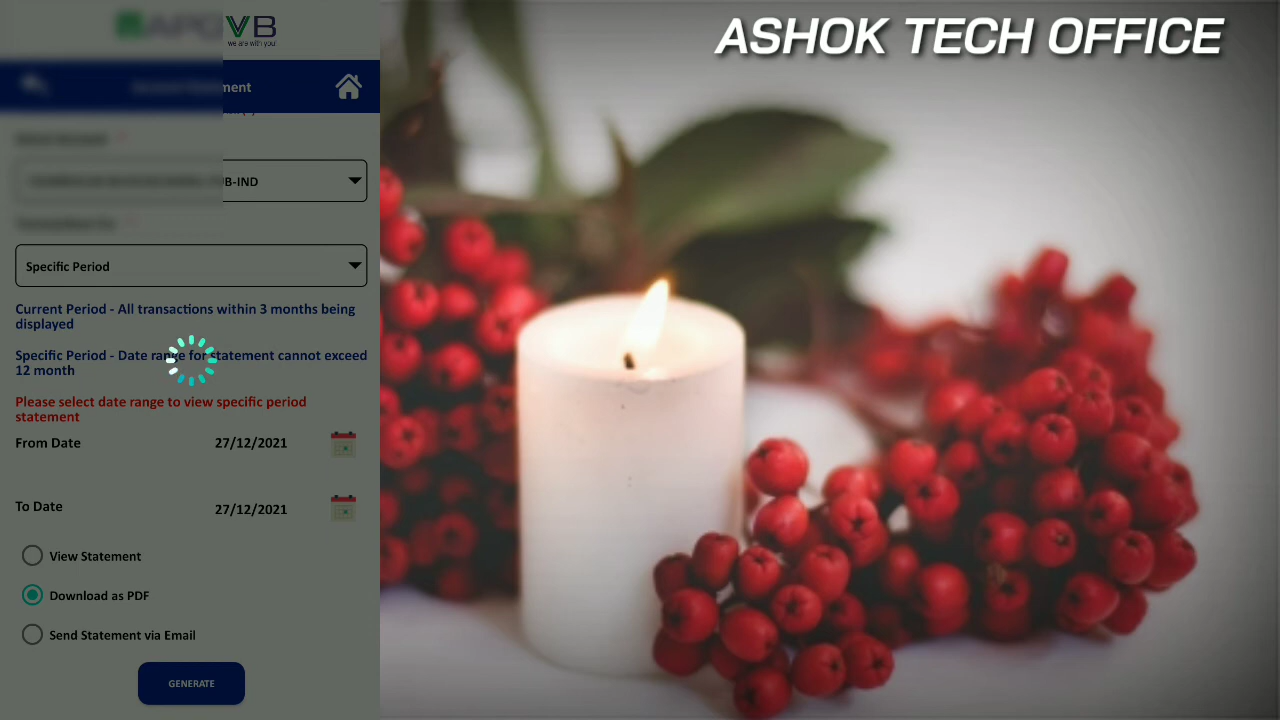 ASHOK TECH OFFICE
VB
we are with you!
ment
B-IND
Specific Period
Current Period - All transactions within 3 months being
displayed
Specific Period - Date range for statement cannot exceed
12 month
Please select date range to view specific period
statement
From Date 27/12/2021
To Date 27/12/2021
View Statement
Download as PDF
Send Statement via Email
GENERATE